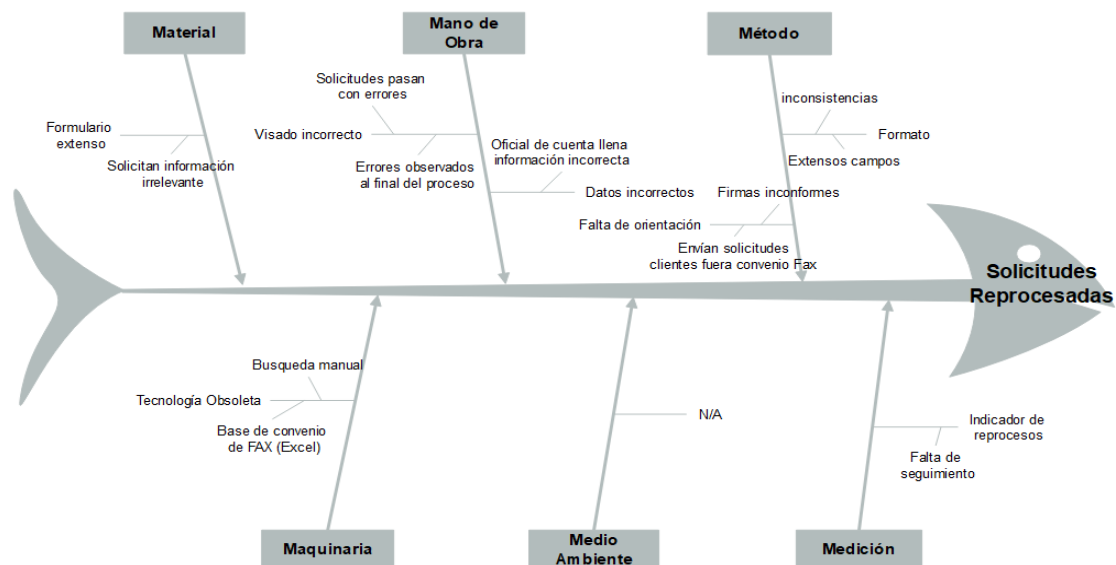 Material
Mano de
Obra
Método
Solicitudes pasan
con errores
inconsistencias
Formulario
extenso
Visado incorrecto
Oficial de cuenta llena
información incorrecta
Formato
Solicitan información
irrelevante
Errores observados
al final del proceso
Extensos campos
Datos incorrectos
Firmas inconformes
Falta de orientación
Envían solicitudes
clientes fuera convenio Fax
Solicitudes
Reprocesadas
Busqueda manual
Tecnología Obsoleta
Base de convenio
de FAX (Excel)
N/A
Indicador de
reprocesos
Falta de
seguimiento
Maquinaria
Medio
Ambiente
Medición